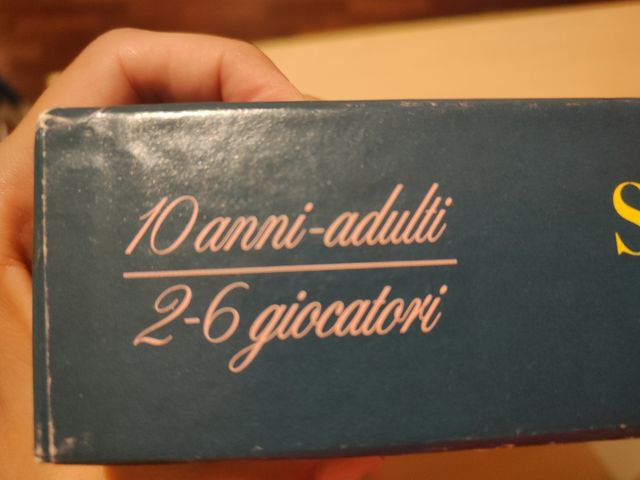 10 anni-adulti
2-6 giocatori
S